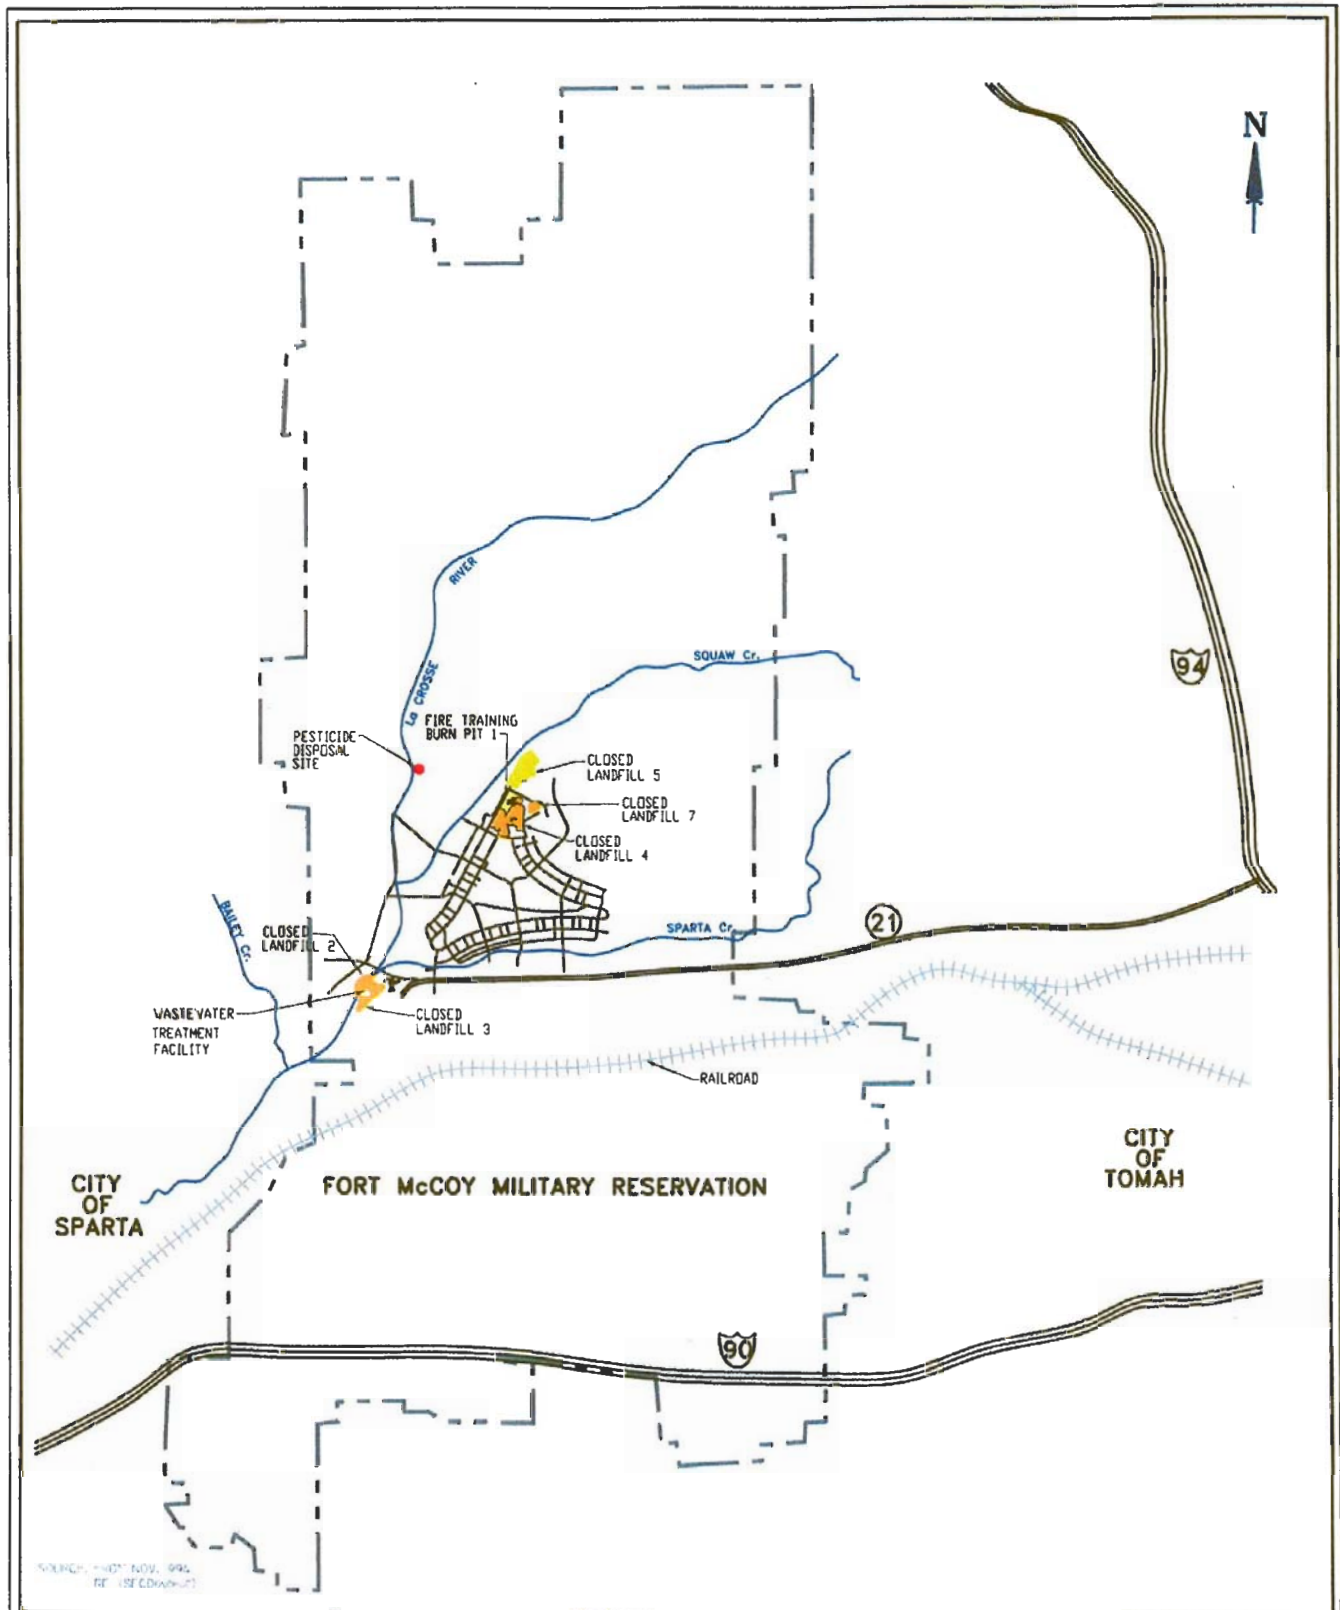 N
RIVER
SQUAW Cr.
94
La CROSSE
FIRE TRAINING
BURN PIT 1
PESTICIDE
DISPOSAL
SITE
CLOSED
LANDFILL 5
CLOSED
LANDFILL 7
CLOSED
LANDFILL 4
BAILEY Cr.
CLOSED
LANDFILL 2
SPARTA Cr.
21
WASTEWATER
TREATMENT
FACILITY
CLOSED
LANDFILL 3
RAILROAD
CITY
OF
TOMAH
CITY
OF
SPARTA
FORT McCOY MILITARY RESERVATION
90
NOV.